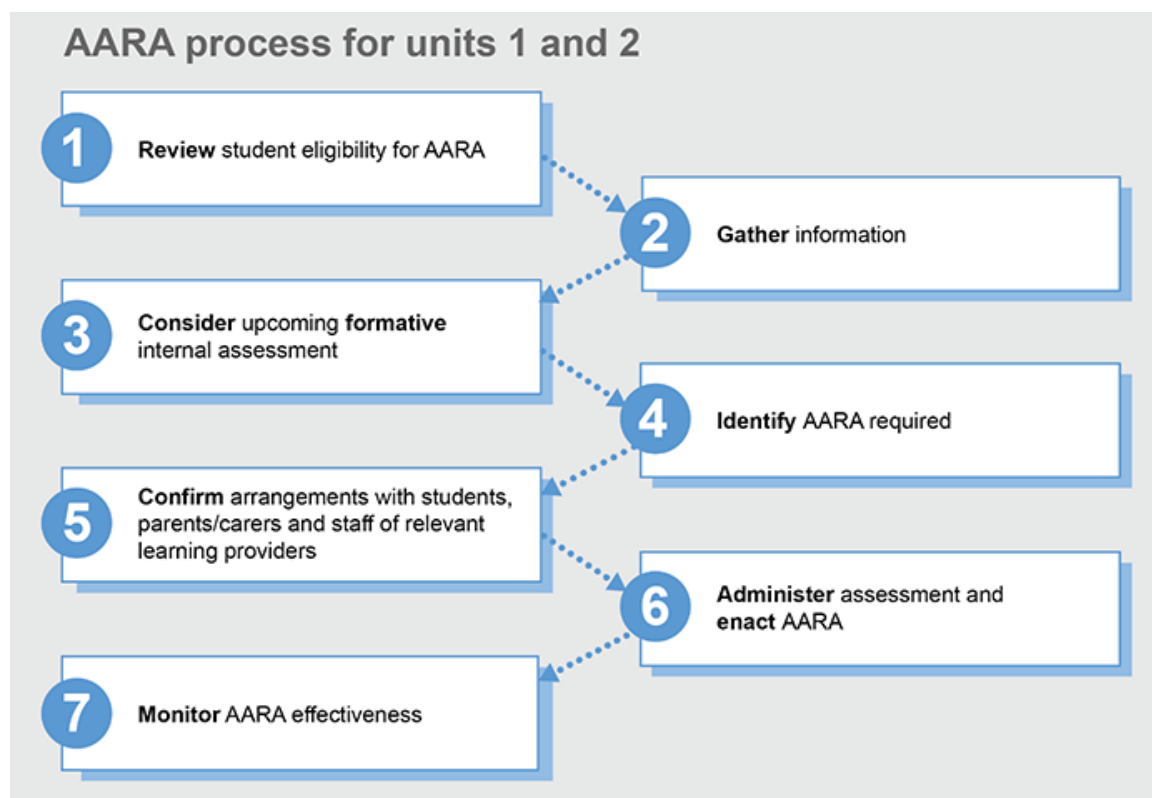 AARA process for units 1 and 2
1
Review student eligibility for AARA
2
Gather information
3
Consider upcoming formative
internal assessment
4
Identify AARA required
5
Confirm arrangements with students,
parents/carers and staff of relevant
learning providers
6
Administer assessment and
enact AARA
7
Monitor AARA effectiveness